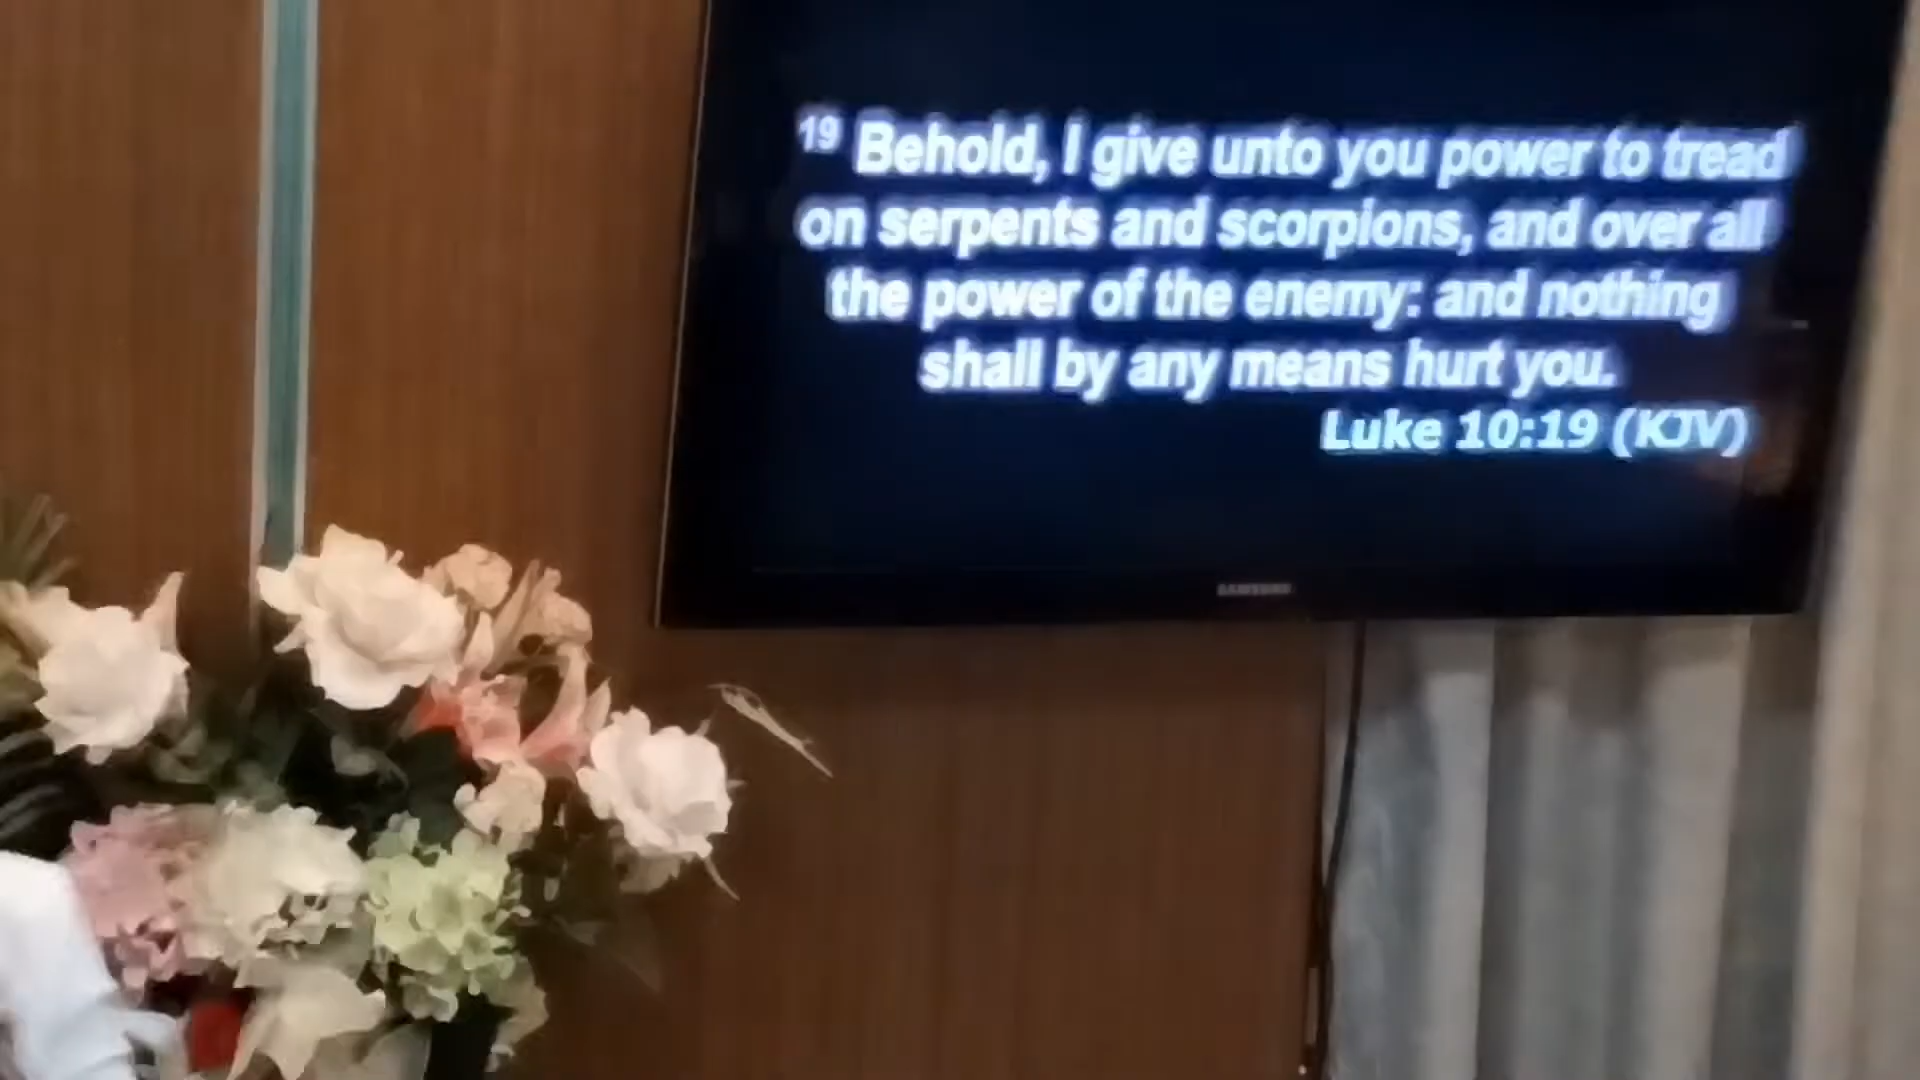 19 Behold, I give unto you power to tread
on serpents and scorpions, and over all
the power of the enemy: and nothing
shall by any means hurt you.
Luke 10:19 (KJV)
SAMSUNG